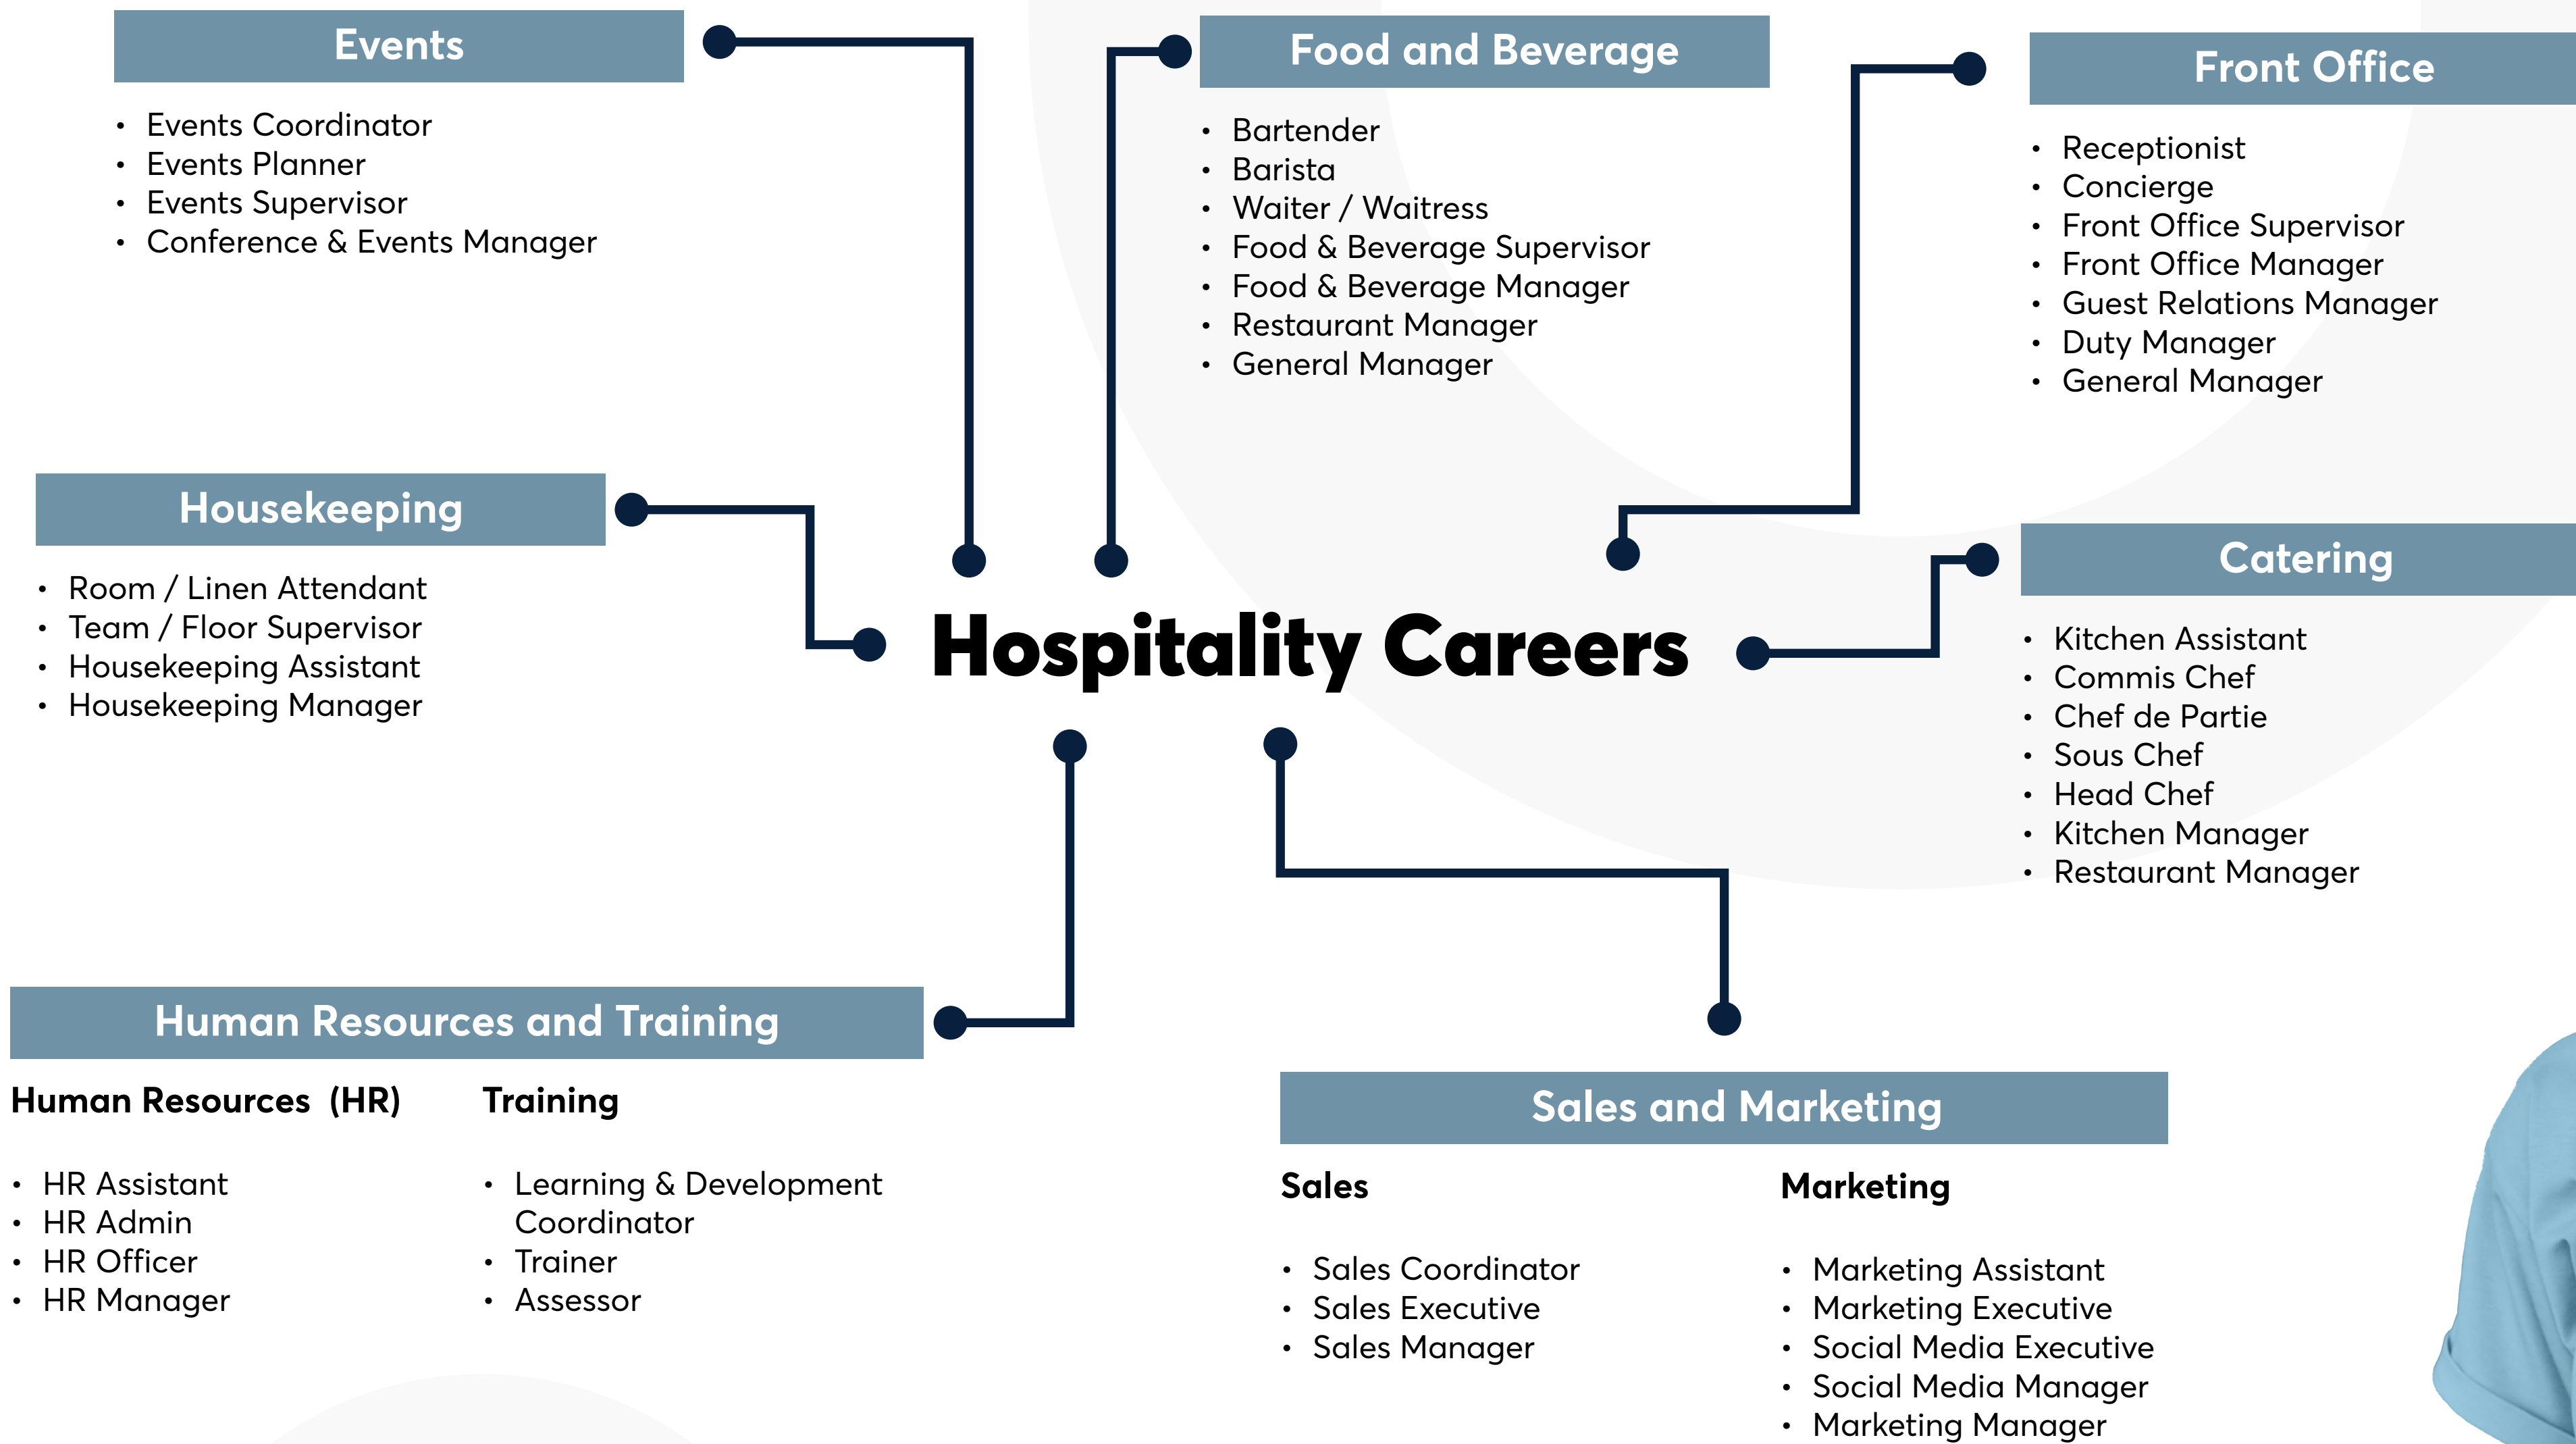 Events
• Events Coordinator
• Events Planner
• Events Supervisor
• Conference & Events Manager
Food and Beverage
• Bartender
• Barista
• Waiter / Waitress
• Food & Beverage Supervisor
• Food & Beverage Manager
• Restaurant Manager
• General Manager
Front Office
• Receptionist
• Concierge
• Front Office Supervisor
• Front Office Manager
• Guest Relations Manager
• Duty Manager
• General Manager
Housekeeping
• Room / Linen Attendant
• Team / Floor Supervisor
• Housekeeping Assistant
• Housekeeping Manager
Hospitality Careers
Catering
• Kitchen Assistant
• Commis Chef
• Chef de Partie
• Sous Chef
• Head Chef
• Kitchen Manager
• Restaurant Manager
Human Resources and Training
Human Resources (HR)
• HR Assistant
• HR Admin
• HR Officer
• HR Manager
Training
• Learning & Development
Coordinator
• Trainer
• Assessor
Sales and Marketing
Sales
• Sales Coordinator
• Sales Executive
• Sales Manager
Marketing
• Marketing Assistant
• Marketing Executive
• Social Media Executive
• Social Media Manager
• Marketing Manager